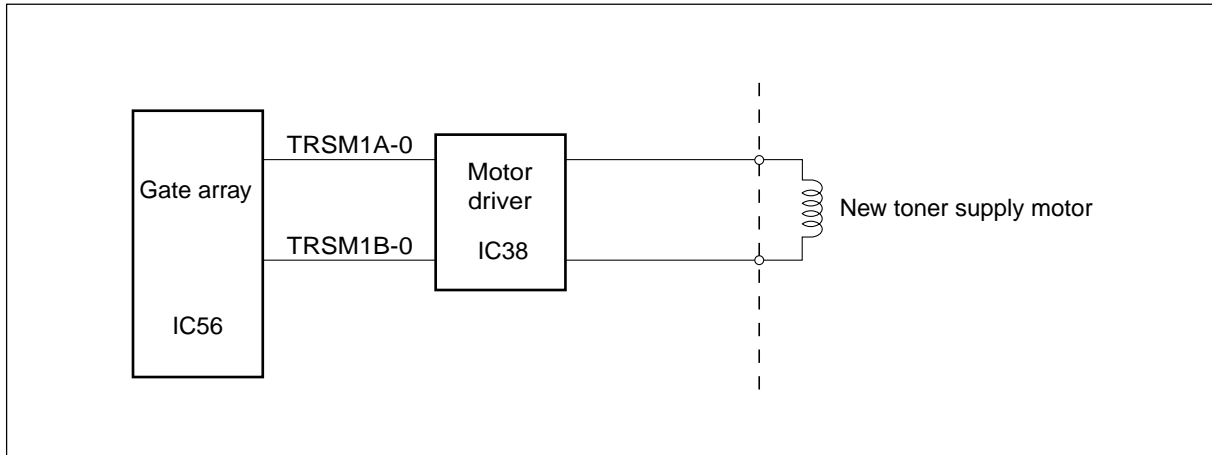 TRSM1A-0
Gate array
Motor
driver
New toner supply motor
TRSM1B-0
IC38
IC56